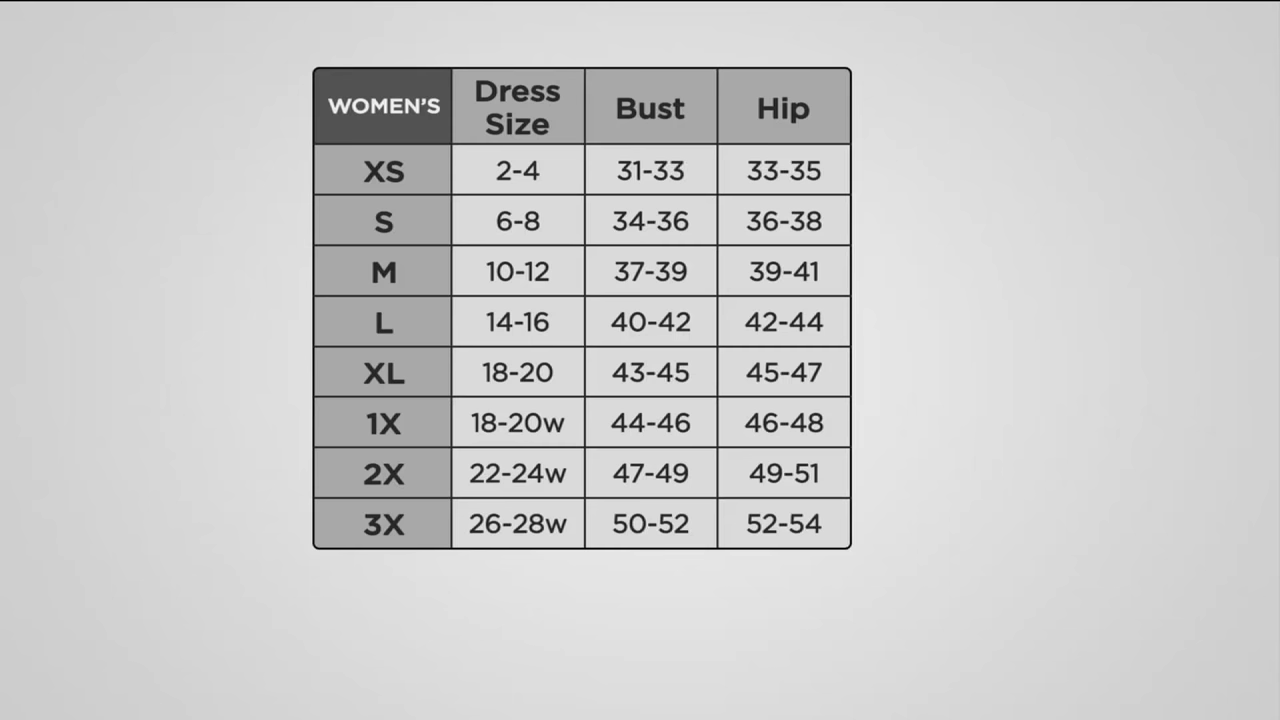 WOMEN'S Dress Size Bust Hip
XS 2-4 31-33 33-35
S 6-8 34-36 36-38
M 10-12 37-39 39-41
L 14-16 40-42 42-44
XL 18-20 43-45 45-47
1X 18-20w 44-46 46-48
2X 22-24w 47-49 49-51
3X 26-28w 50-52 52-54